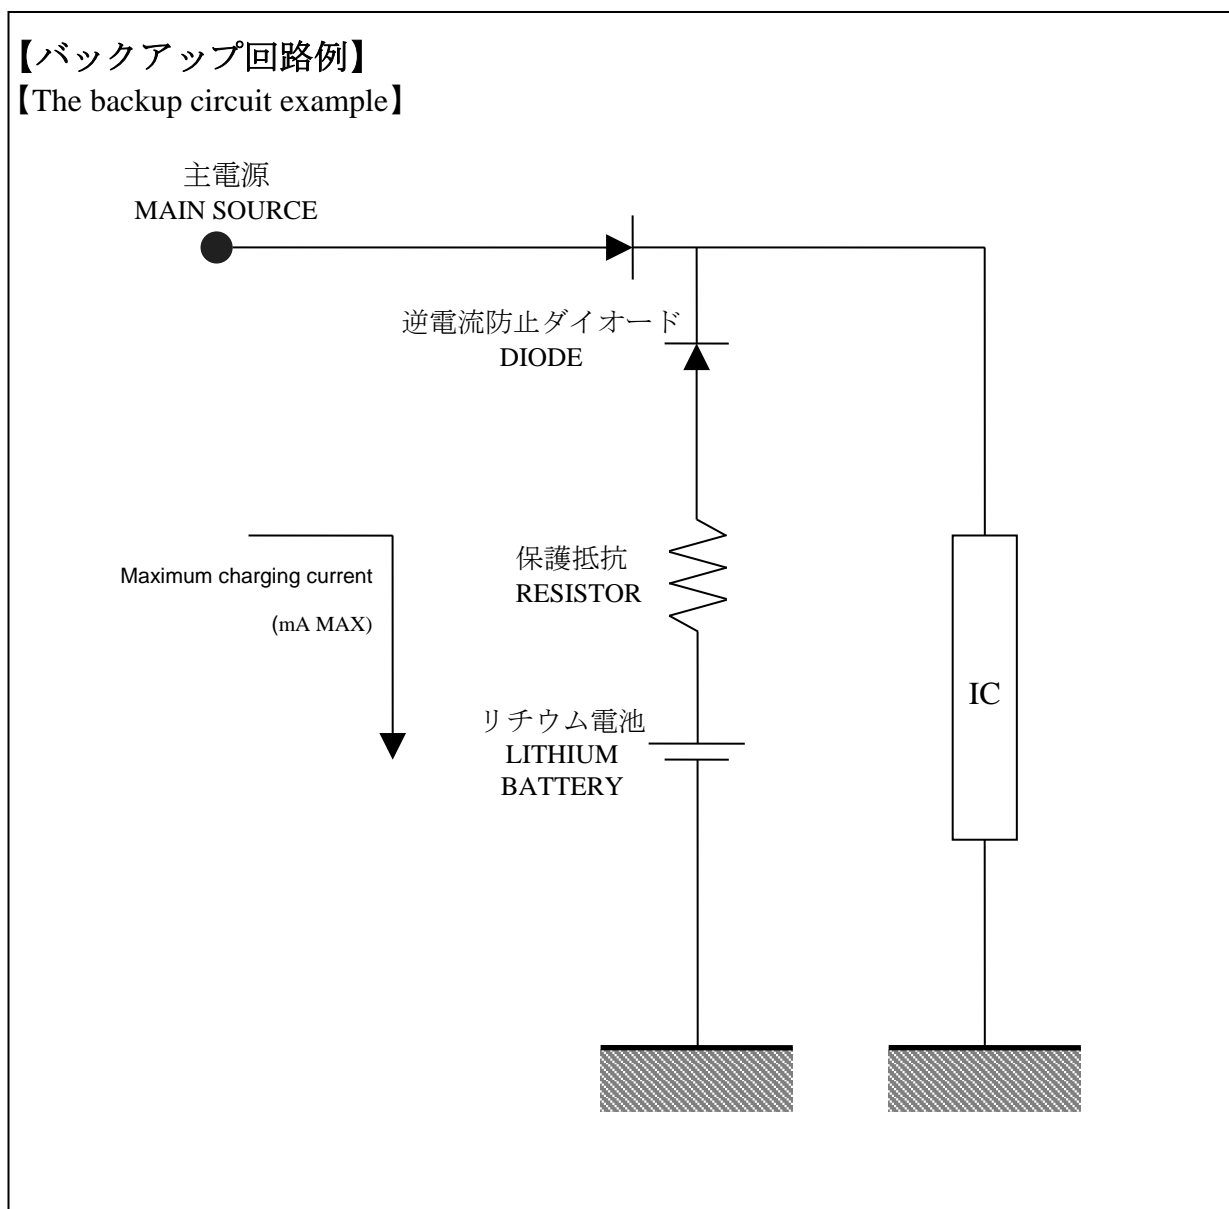 【バックアップ回路例】
【The backup circuit example】
主電源
MAIN SOURCE
逆電流防止ダイオード
DIODE
保護抵抗
RESISTOR
Maximum charging current
(mA MAX)
IC
リチウム電池
LITHIUM
BATTERY